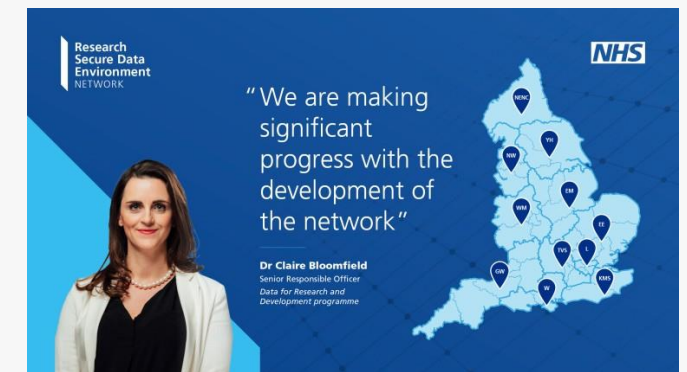 Research
Secure Data
Environment
NETWORK
NHS
“We are making
significant
progress with the
development of
the network”
Dr Claire Bloomfield
Senior Responsible Officer
Data for Research and
Development programme
NENC
YH
NW
EM
WM
EE
TVS
L
GW
W
KMS